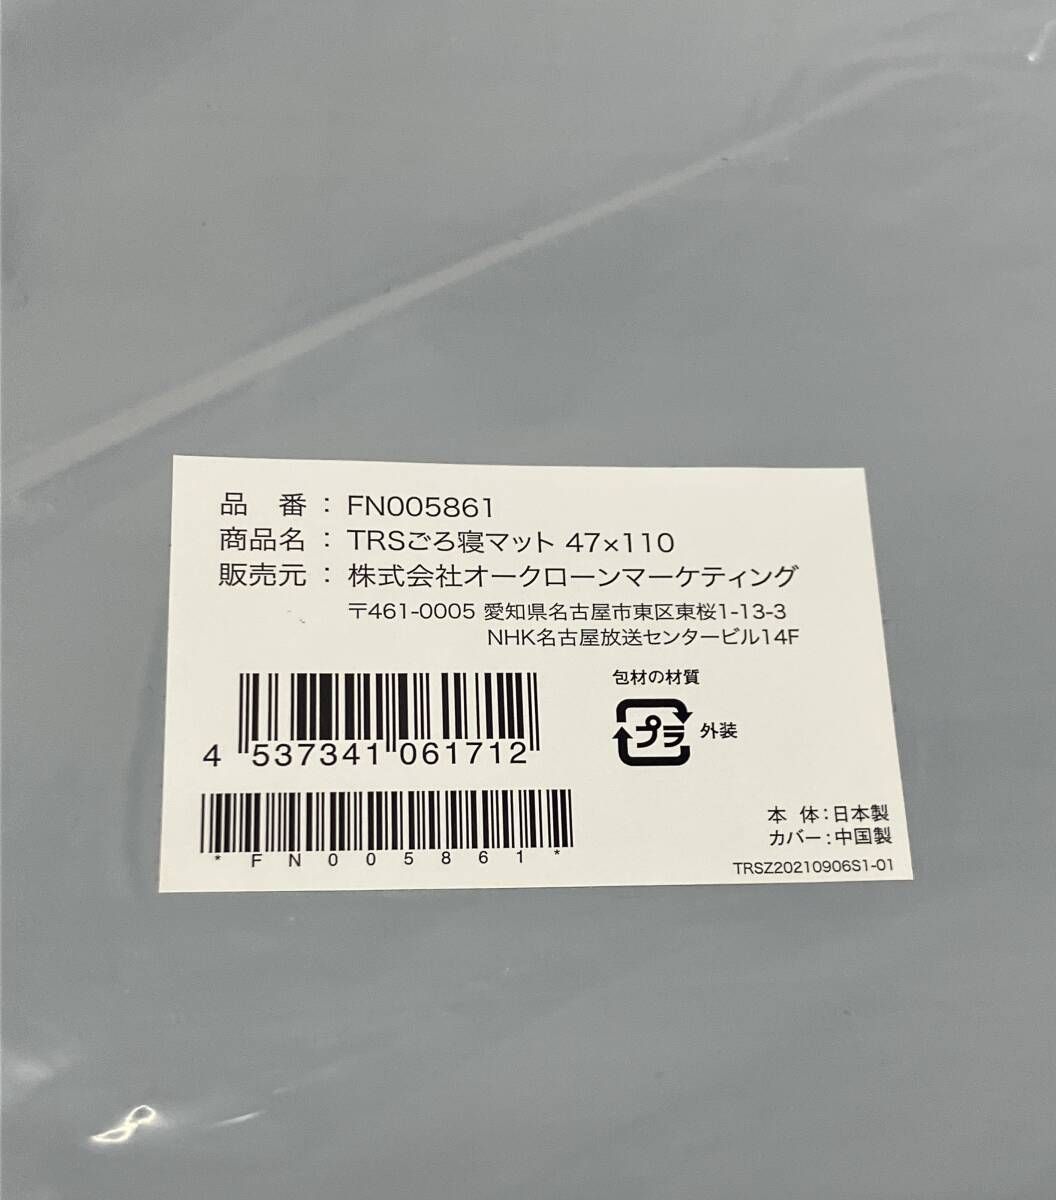 品 番 : FN005861
商品名 : TRSごろ寝マット 47×110
販売元 : 株式会社オークローンマーケティング
〒461-0005 愛知県名古屋市東区東桜1-13-3
NHK名古屋放送センタービル14F
包材の材質
プラ 外装
4 537341 061712
*FN005861*
本 体:日本製
カバー:中国製
TRSZ20210906S1-01